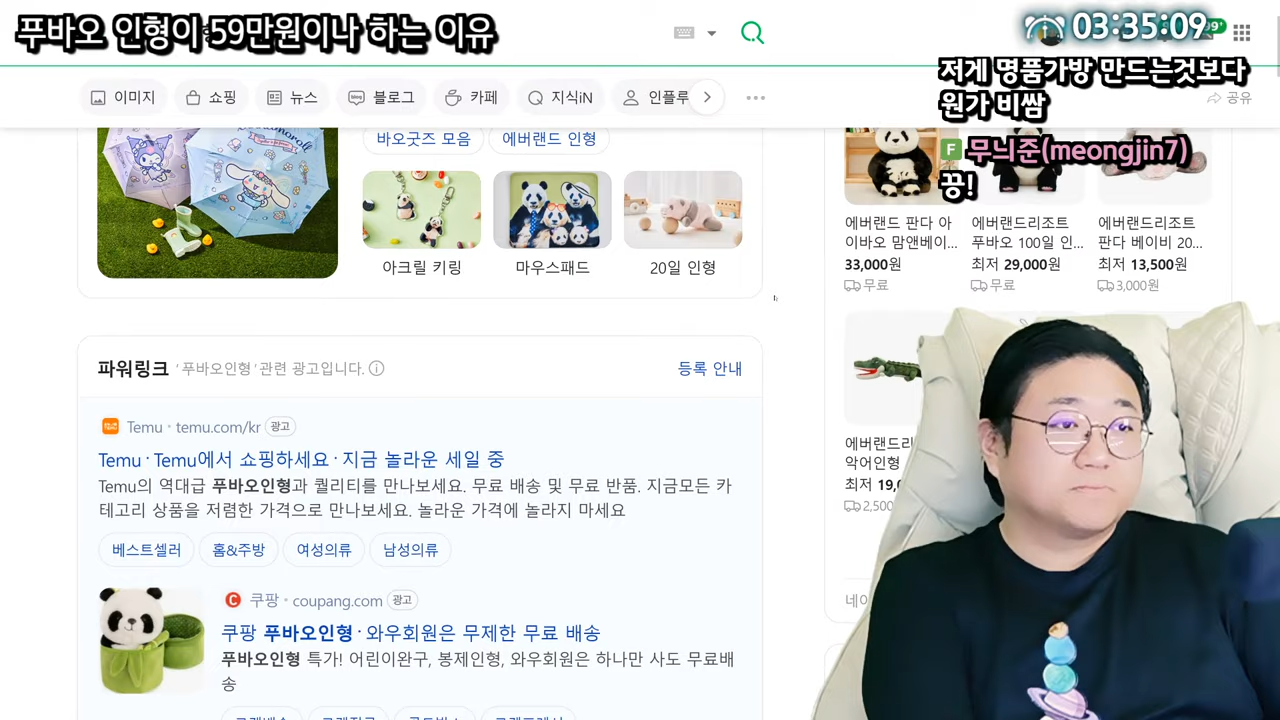 푸바오 인형이 59만원이나 하는 이유
03:35:09
이미지
쇼핑
뉴스
블로그
카페
지식iN
인플루
공유
저게 명품가방 만드는것보다
원가 비쌈
F 무늬준(meongjin7)
끙!
바오굿즈 모음
에버랜드 인형
아크릴 키링
마우스패드
20일 인형
에버랜드 판다 아
이바오 맘앤베이...
33,000원
무료
에버랜드리조트
푸바오 100일 인...
최저 29,000원
무료
에버랜드리조트
판다 베이비 20...
최저 13,500원
3,000원
에버랜드리
악어인형
최저 19,0
2,500
네이
파워링크 '푸바오인형' 관련 광고입니다.
등록 안내
Temu · temu.com/kr 광고
Temu · Temu에서 쇼핑하세요 · 지금 놀라운 세일 중
Temu의 역대급 푸바오인형과 퀄리티를 만나보세요. 무료 배송 및 무료 반품. 지금모든 카
테고리 상품을 저렴한 가격으로 만나보세요. 놀라운 가격에 놀라지 마세요
베스트셀러
홈&주방
여성의류
남성의류
쿠팡 · coupang.com 광고
쿠팡 푸바오인형 · 와우회원은 무제한 무료 배송
푸바오인형 특가! 어린이완구, 봉제인형, 와우회원은 하나만 사도 무료배
송